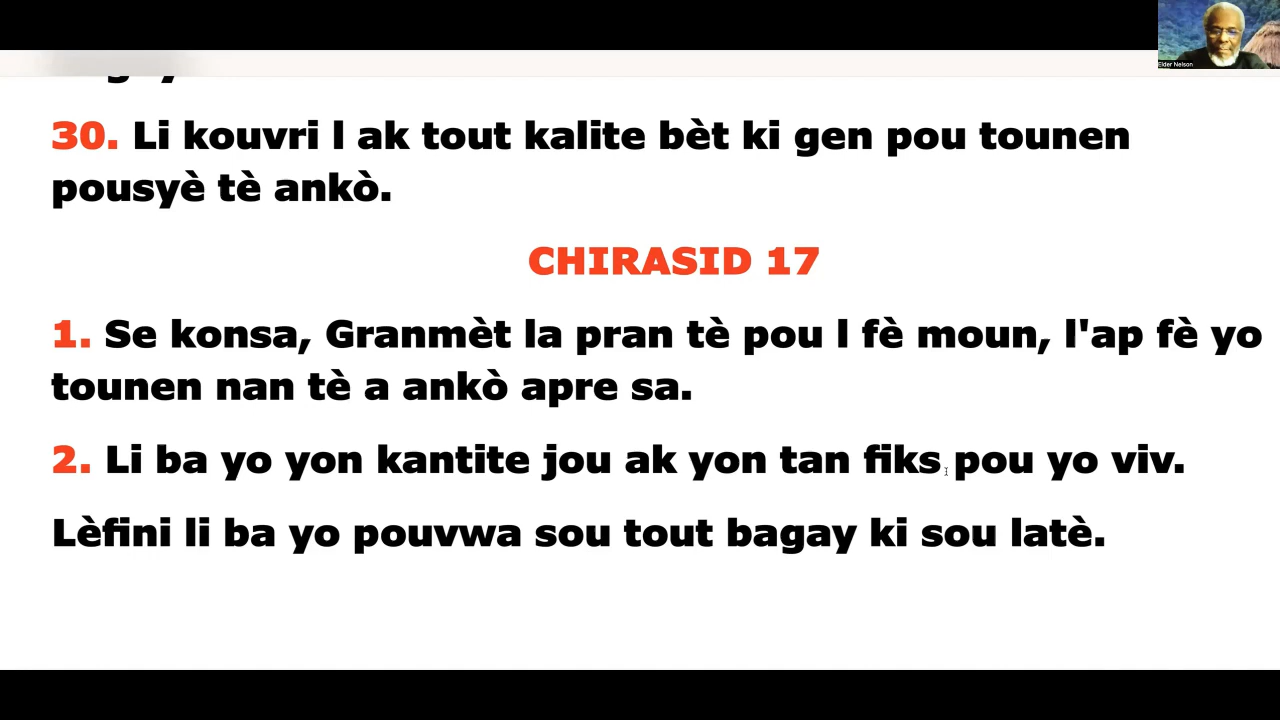 Elder Nelson
30. Li kouvri l ak tout kalite bèt ki gen pou tounen
pousyè tè ankò.
CHIRASID 17
1. Se konsa, Granmèt la pran tè pou l fè moun, l'ap fè yo
tounen nan tè a ankò apre sa.
2. Li ba yo yon kantite jou ak yon tan fiks pou yo viv.
Lèfini li ba yo pouvwa sou tout bagay ki sou latè.